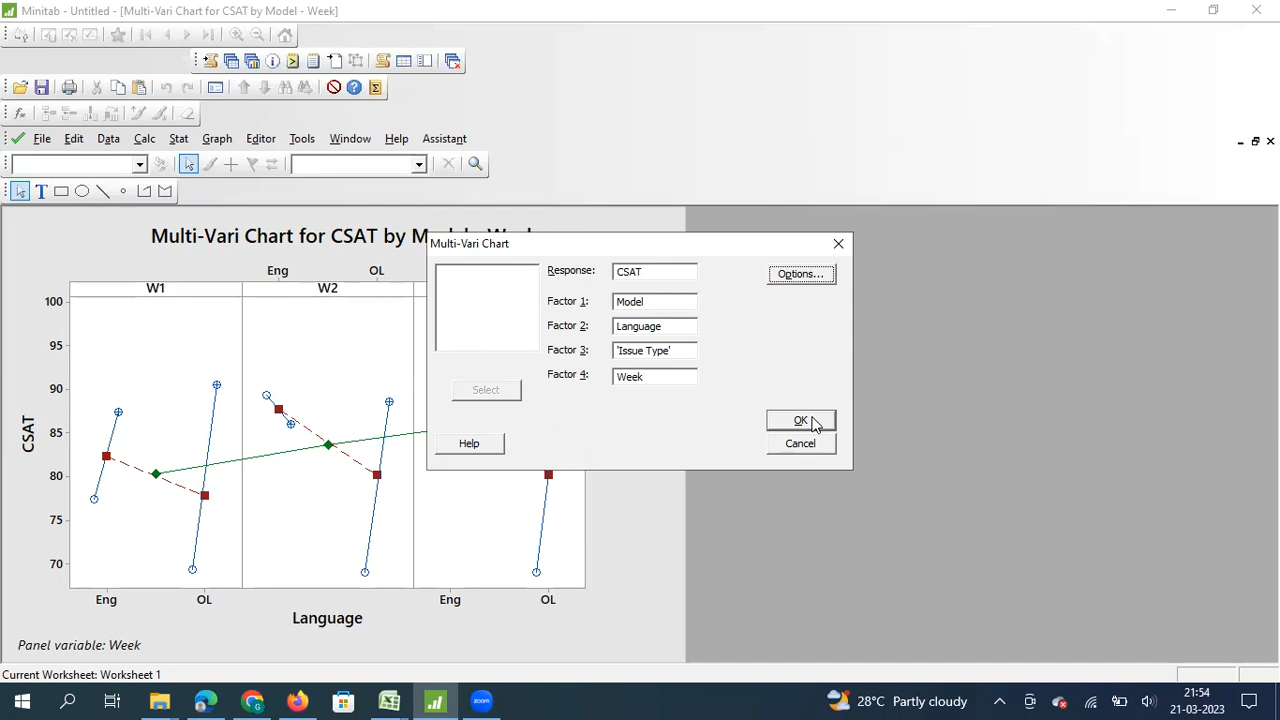 Minitab - Untitled - [Multi-Vari Chart for CSAT by Model - Week]
File Edit Data Calc Stat Graph Editor Tools Window Help Assistant
Multi-Vari Chart for CSAT by
Eng OL
W1 W2
100
95
90
85
80
75
70
CSAT
Eng OL Eng OL
Language
Panel variable: Week
Multi-Vari Chart
Response: CSAT
Options...
Factor 1: Model
Factor 2: Language
Factor 3: 'Issue Type'
Factor 4: Week
Select
OK
Help
Cancel
Current Worksheet: Worksheet 1
28°C Partly cloudy
21:54
21-03-2023
zoom